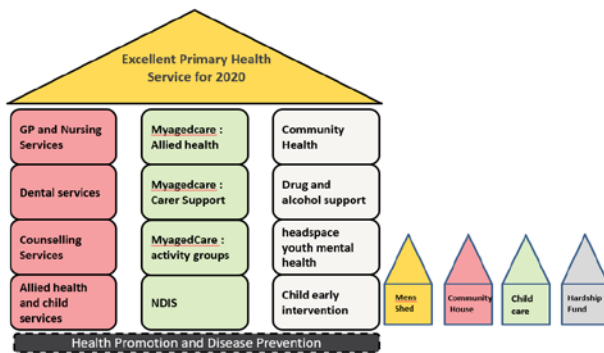 Excellent Primary Health
Service for 2020
GP and Nursing
Services
Myagedcare :
Allied health
Community
Health
Dental services
Myagedcare :
Carer Support
Drug and
alcohol support
Counselling
Services
MyagedCare :
activity groups
headspace
youth mental
health
Allied health
and child
services
NDIS
Child early
intervention
Mens
Shed
Community
House
Child
care
Hardship
Fund
Health Promotion and Disease Prevention